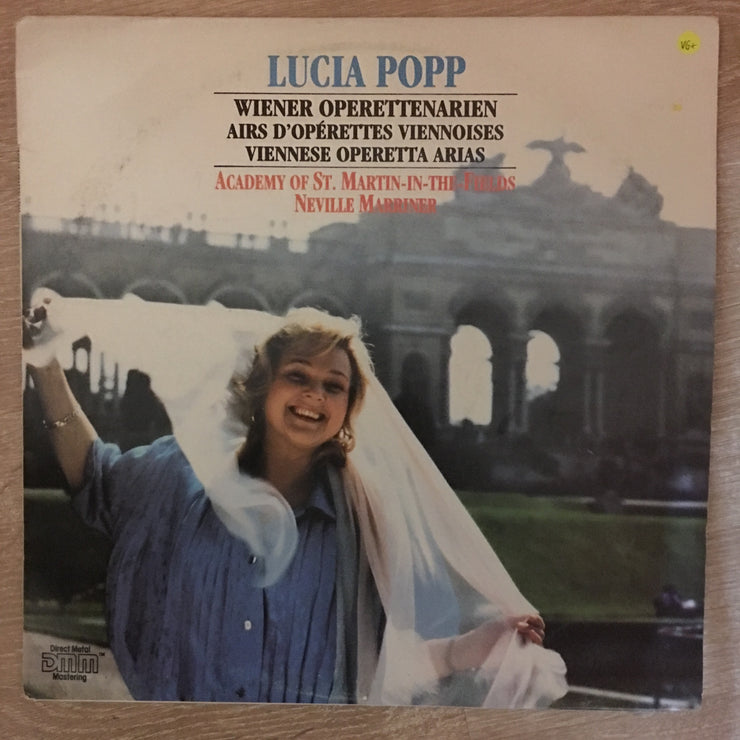 VG+
LUCIA POPP
WIENER OPERETTENARIEN
AIRS D'OPÉRETTES VIENNOISES
VIENNESE OPERETTA ARIAS
ACADEMY OF ST. MARTIN-IN-THE-FIELDS
NEVILLE MARRINER
Direct Metal
DMM™
Mastering